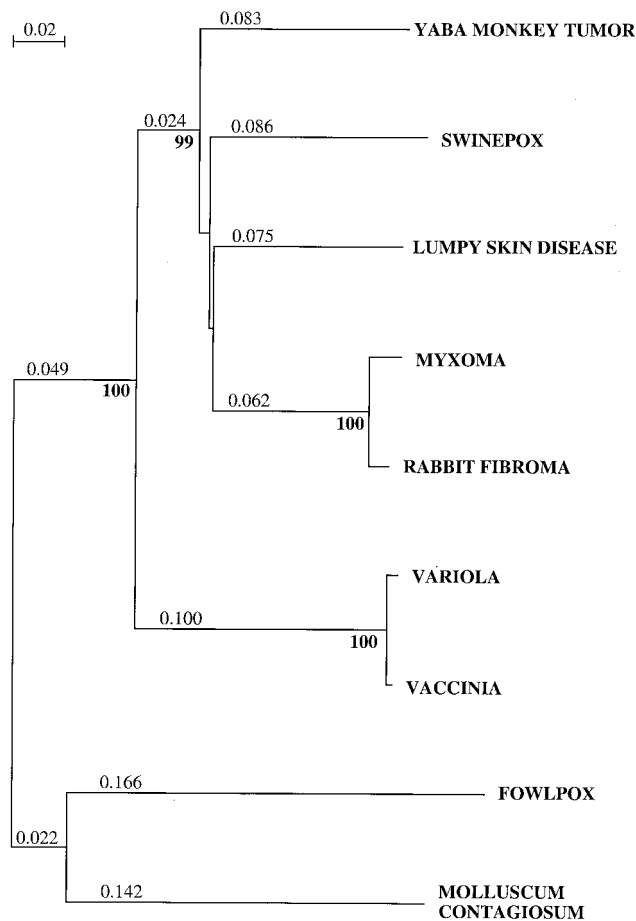 0.083
0.02
YABA MONKEY TUMOR
0.024
99
0.086
SWINEPOX
0.075
LUMPY SKIN DISEASE
MYXOMA
0.049
100
0.062
100
RABBIT FIBROMA
VARIOLA
0.100
100
VACCINIA
0.166
FOWLPOX
0.022
0.142
MOLLUSCUM
CONTAGIOSUM